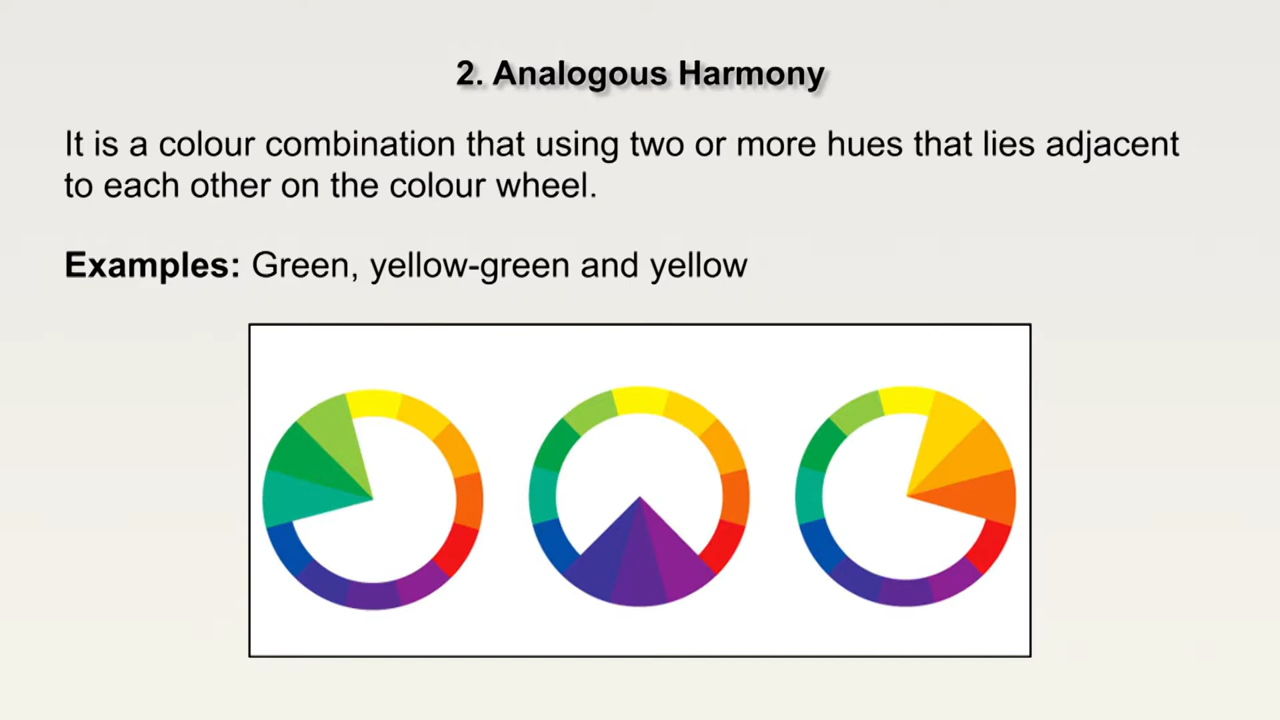 2. Analogous Harmony
It is a colour combination that using two or more hues that lies adjacent
to each other on the colour wheel.
Examples: Green, yellow-green and yellow